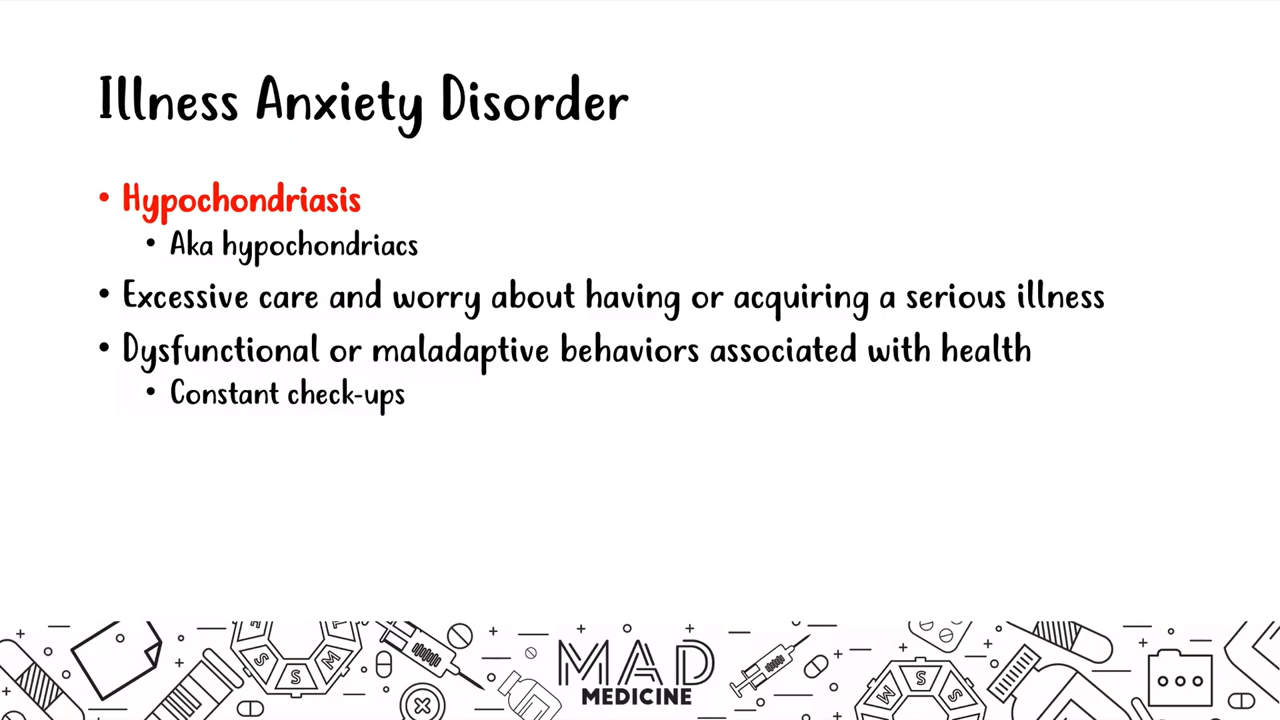 Illness Anxiety Disorder
• Hypochondriasis
• Aka hypochondriacs
• Excessive care and worry about having or acquiring a serious illness
• Dysfunctional or maladaptive behaviors associated with health
• Constant check-ups
S S M
MAD
MEDICINE
M S S